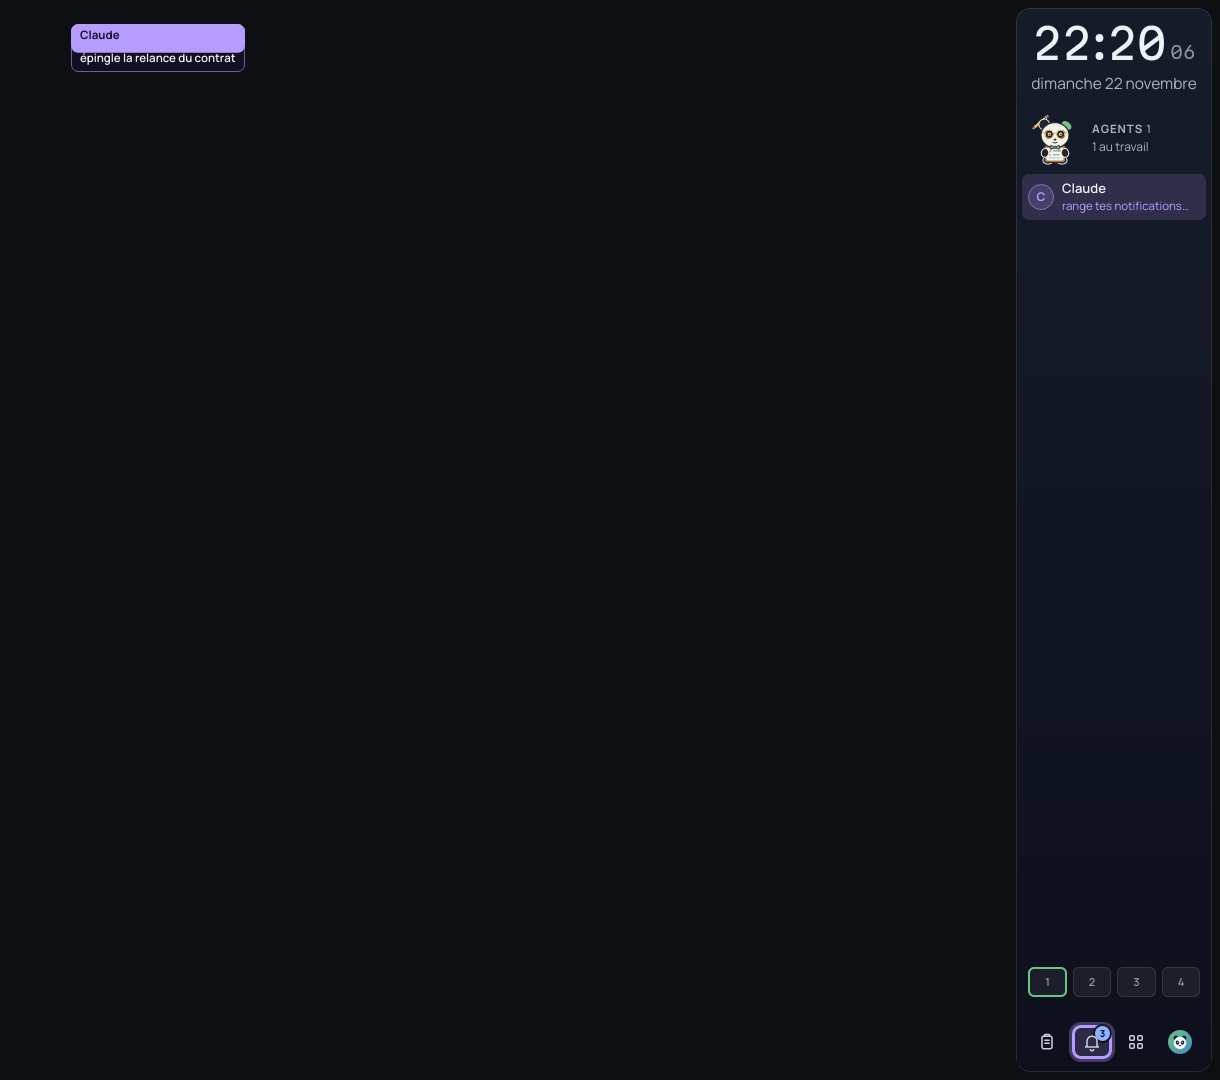 Claude
épingle la relance du contrat
22:20 06
dimanche 22 novembre
AGENTS 1
1 au travail
C
Claude
range tes notifications…
1 2 3 4
3